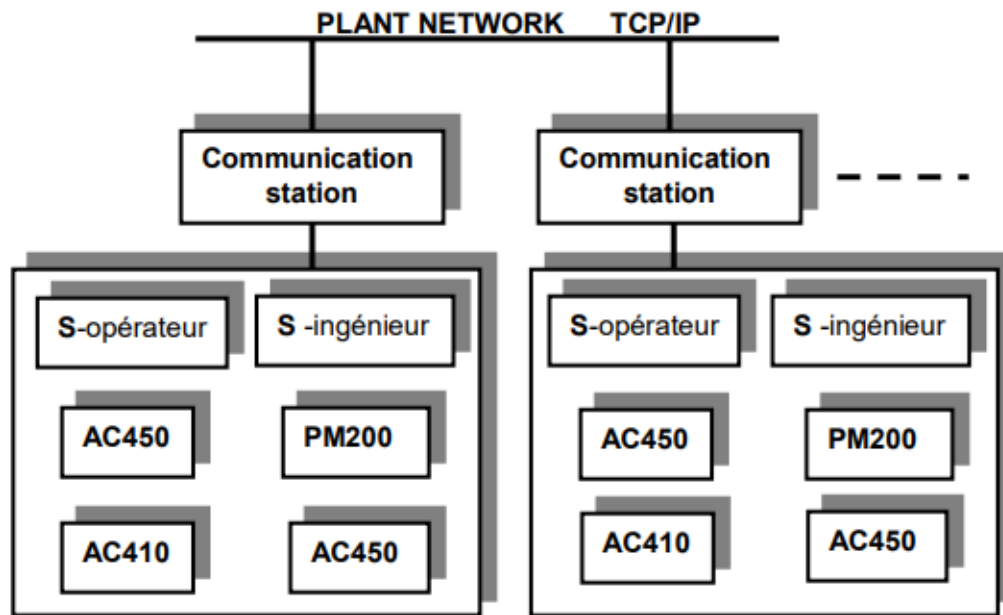 PLANT NETWORK TCP/IP
Communication station
Communication station
S-opérateur
S -ingénieur
S-opérateur
S -ingénieur
AC450
PM200
AC450
PM200
AC410
AC450
AC410
AC450